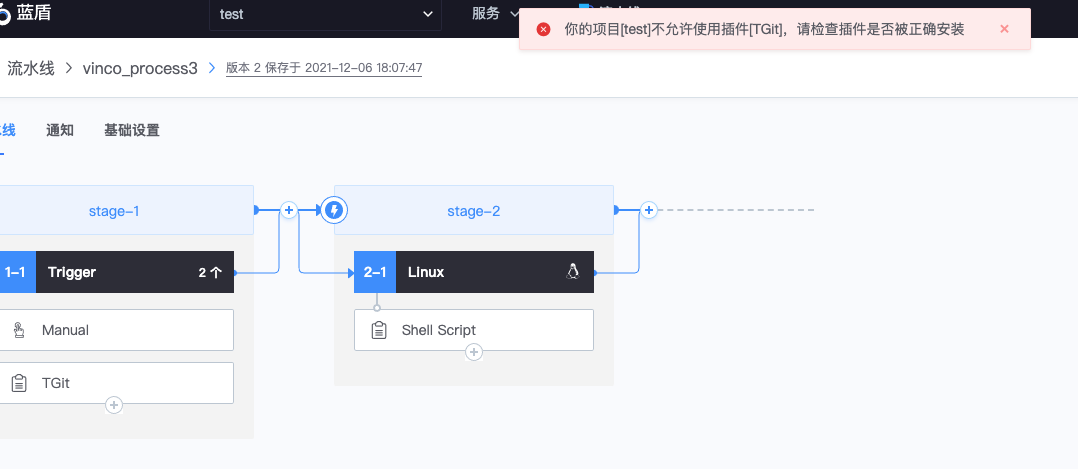 蓝盾
test
服务
你的项目[test]不允许使用插件[TGit]，请检查插件是否被正确安装
流水线 > vinco_process3 > 版本 2 保存于 2021-12-06 18:07:47
线 通知 基础设置
stage-1
stage-2
1-1 Trigger 2 个
2-1 Linux
Manual
Shell Script
TGit